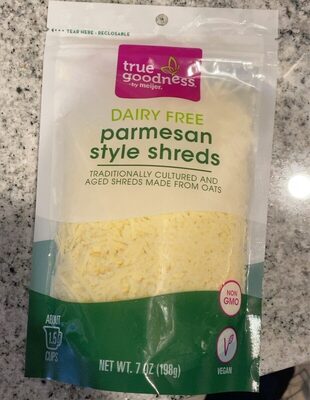 TEAR HERE - RECLOSABLE
true
goodness
by meijer
DAIRY FREE
parmesan
style shreds
TRADITIONALLY CULTURED AND
AGED SHREDS MADE FROM OATS
NON
GMO
ABOUT
1.5
CUPS
VEGAN
NET WT. 7 OZ (198g)